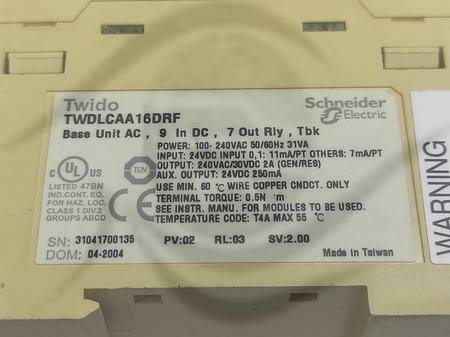 Twido
TWDLCAA16DRF
Schneider
Electric
Base Unit AC , 9 In DC , 7 Out Rly , Tbk
POWER: 100- 240VAC 50/60Hz 31VA
INPUT: 24VDC INPUT 0,1: 11mA/PT OTHERS: 7mA/PT
OUTPUT: 240VAC/30VDC 2A (GEN/RES)
AUX. OUTPUT: 24VDC 250mA
USE MIN. 60 °C WIRE COPPER CNDCT. ONLY
TERMINAL TORQUE: 0.5N·m
SEE INSTR. MANU. FOR MODULES TO BE USED.
TEMPERATURE CODE: T4A MAX 55 °C
C UL US
TUV
CE
LISTED 47BN
IND.CONT. EQ.
FOR HAZ. LOC.
CLASS 1 DIV.2
GROUPS ABCD
SN: 31041700135 PV:02 RL:03 SV:2.00
DOM: 04-2004 Made in Taiwan
WARNING